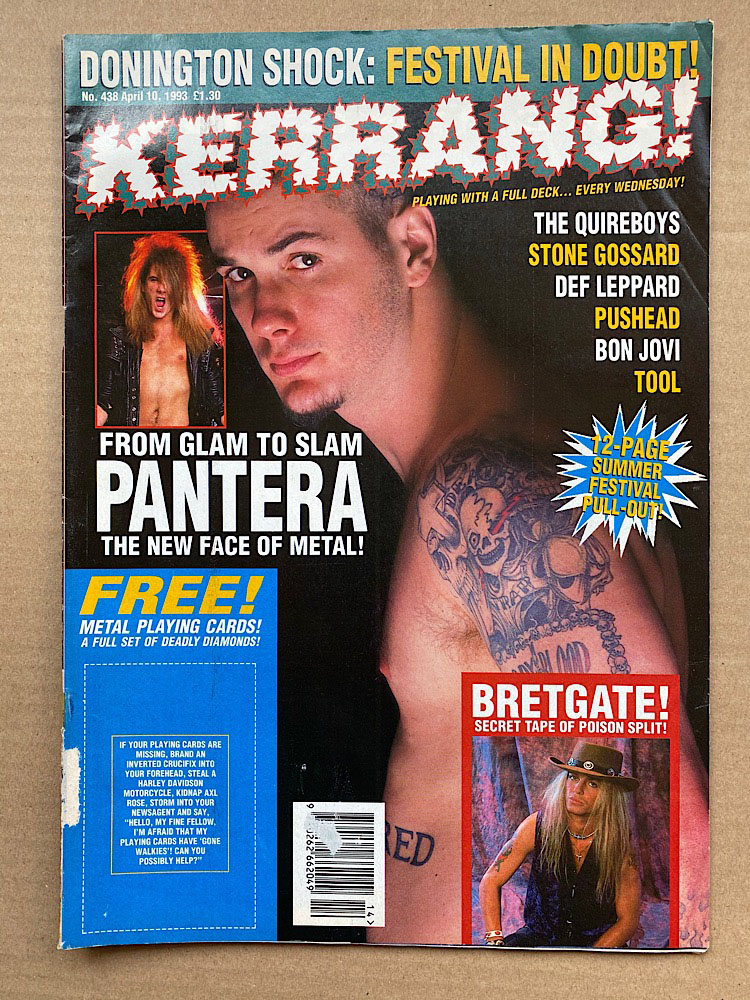 DONINGTON SHOCK: FESTIVAL IN DOUBT!
No. 438 April 10, 1993 £1.30
KERRANG!
PLAYING WITH A FULL DECK... EVERY WEDNESDAY!
THE QUIREBOYS
STONE GOSSARD
DEF LEPPARD
PUSHEAD
BON JOVI
TOOL
12-PAGE
SUMMER
FESTIVAL
PULL-OUT!
FROM GLAM TO SLAM
PANTERA
THE NEW FACE OF METAL!
FREE!
METAL PLAYING CARDS!
A FULL SET OF DEADLY DIAMONDS!
IF YOUR PLAYING CARDS ARE
MISSING, BRAND AN
INVERTED CRUCIFIX INTO
YOUR FOREHEAD, STEAL A
HARLEY DAVIDSON
MOTORCYCLE, KIDNAP AXL
ROSE, STORM INTO YOUR
NEWSAGENT AND SAY,
"HELLO, MY FINE FELLOW,
I'M AFRAID THAT MY
PLAYING CARDS HAVE 'GONE
WALKIES'! CAN YOU
POSSIBLY HELP?"
BRETGATE!
SECRET TAPE OF POISON SPLIT!
RED
9 02622 662049
14>